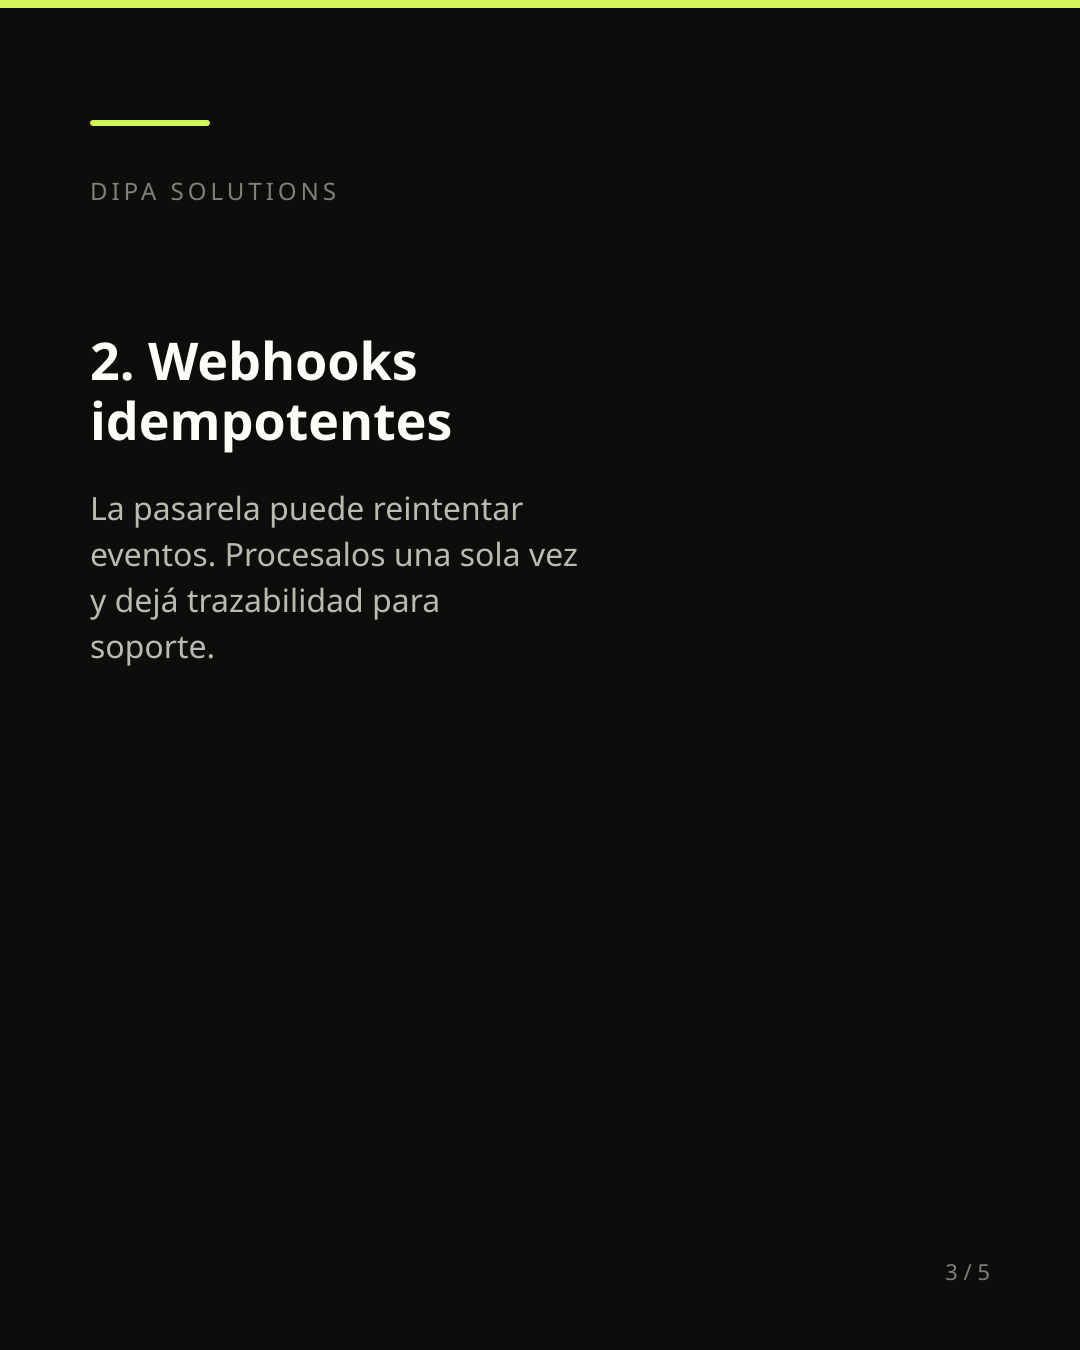 DIPA SOLUTIONS
2. Webhooks
idempotentes
La pasarela puede reintentar
eventos. Procesalos una sola vez
y dejá trazabilidad para
soporte.
3 / 5